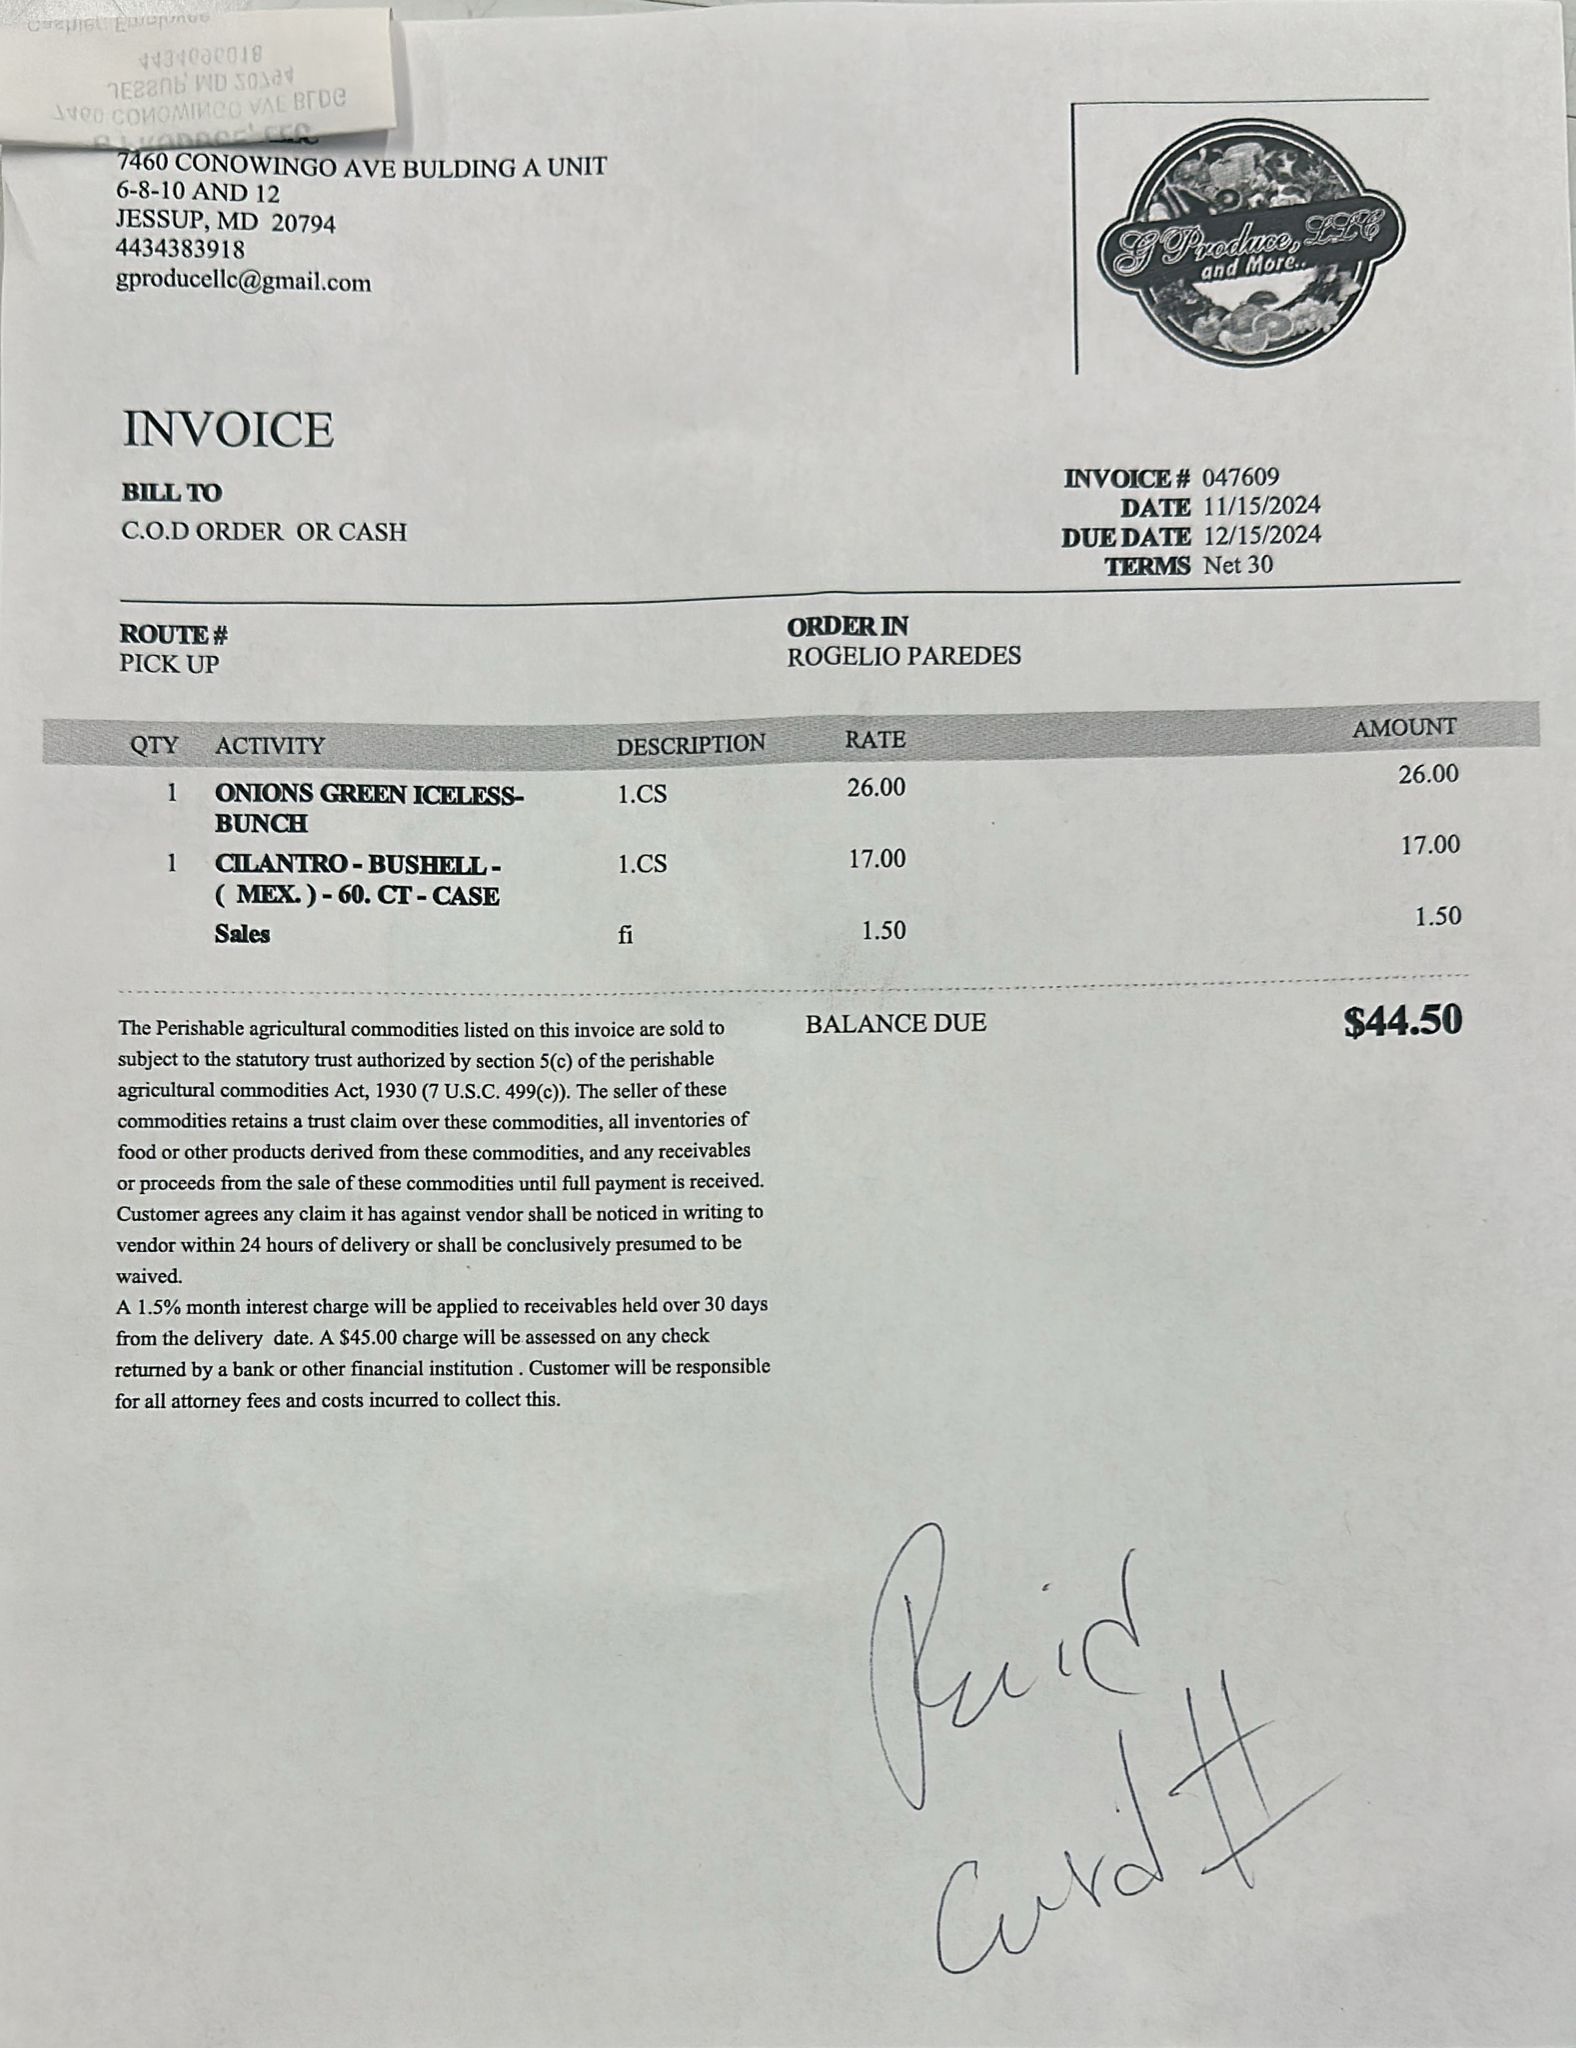 Cashier: Employee
JESSUP, MD 20794
7460 CONOWINGO AVE BLDG
7460 CONOWINGO AVE BULDING A UNIT
6-8-10 AND 12
JESSUP, MD 20794
4434383918
gproducellc@gmail.com
G Produce, LLC
and More..
INVOICE
BILL TO
C.O.D ORDER OR CASH
INVOICE # 047609
DATE 11/15/2024
DUE DATE 12/15/2024
TERMS Net 30
ROUTE #
PICK UP
ORDER IN
ROGELIO PAREDES
QTY ACTIVITY DESCRIPTION RATE AMOUNT
1 ONIONS GREEN ICELESS- 1.CS 26.00 26.00
BUNCH
1 CILANTRO - BUSHELL - 1.CS 17.00 17.00
( MEX. ) - 60. CT - CASE
Sales fi 1.50 1.50
BALANCE DUE $44.50
The Perishable agricultural commodities listed on this invoice are sold to
subject to the statutory trust authorized by section 5(c) of the perishable
agricultural commodities Act, 1930 (7 U.S.C. 499(c)). The seller of these
commodities retains a trust claim over these commodities, all inventories of
food or other products derived from these commodities, and any receivables
or proceeds from the sale of these commodities until full payment is received.
Customer agrees any claim it has against vendor shall be noticed in writing to
vendor within 24 hours of delivery or shall be conclusively presumed to be
waived.
A 1.5% month interest charge will be applied to receivables held over 30 days
from the delivery date. A $45.00 charge will be assessed on any check
returned by a bank or other financial institution . Customer will be responsible
for all attorney fees and costs incurred to collect this.
Paid
Card #